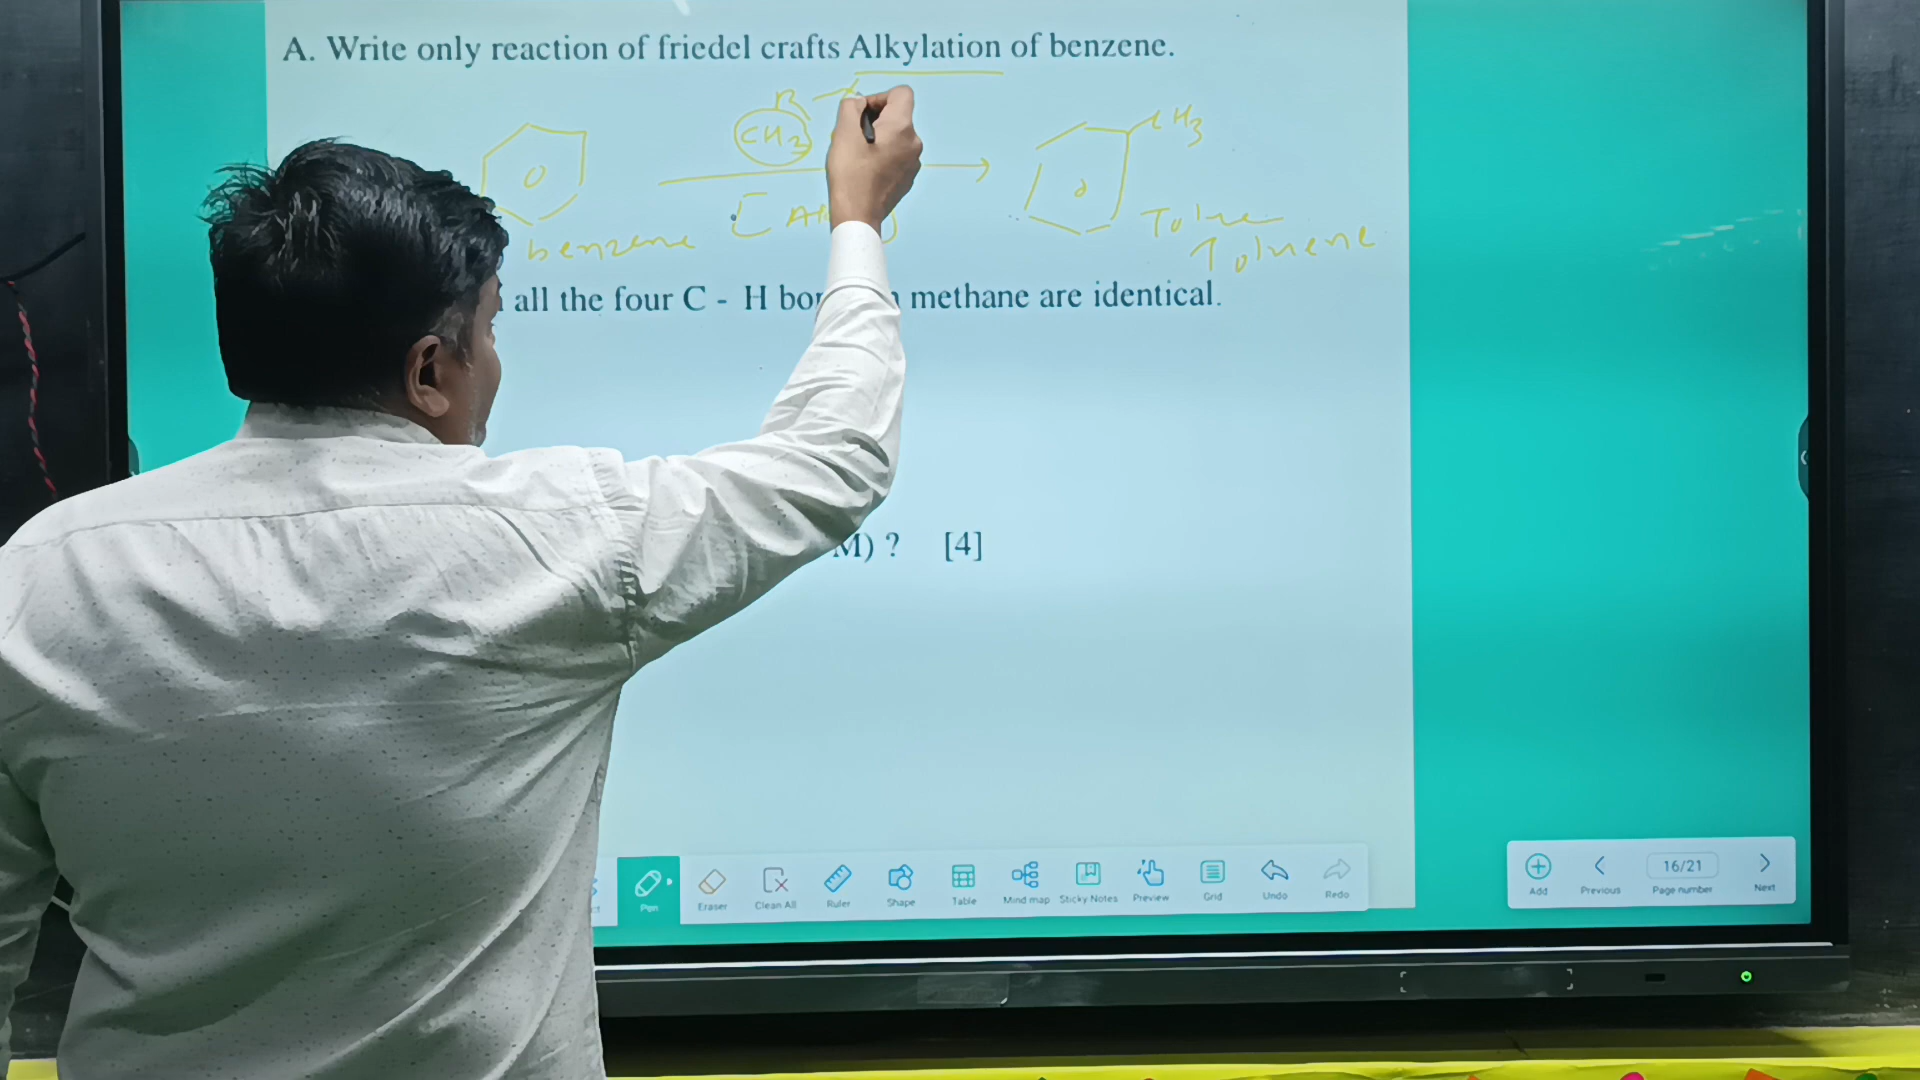 A. Write only reaction of friedel crafts Alkylation of benzene.
R
CH3
CH3
benzene
Tolue
Toluene
all the four C - H methane are identical.
M) ? [4]
Pen
Eraser
Clean All
Ruler
Shape
Table
Mind map
Sticky Notes
Preview
Grid
Undo
Redo
Add
Previous
16/21
Page number
Next